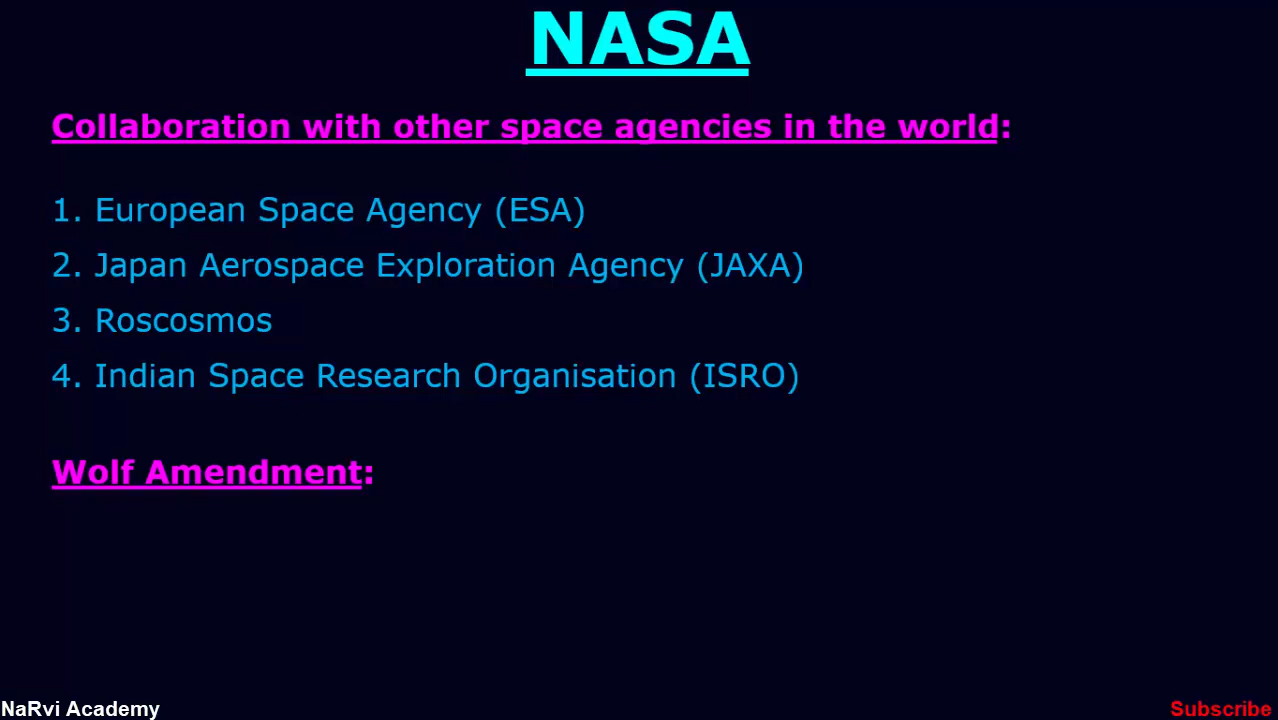 NASA
Collaboration with other space agencies in the world:
1. European Space Agency (ESA)
2. Japan Aerospace Exploration Agency (JAXA)
3. Roscosmos
4. Indian Space Research Organisation (ISRO)
Wolf Amendment:
NaRvi Academy
Subscribe